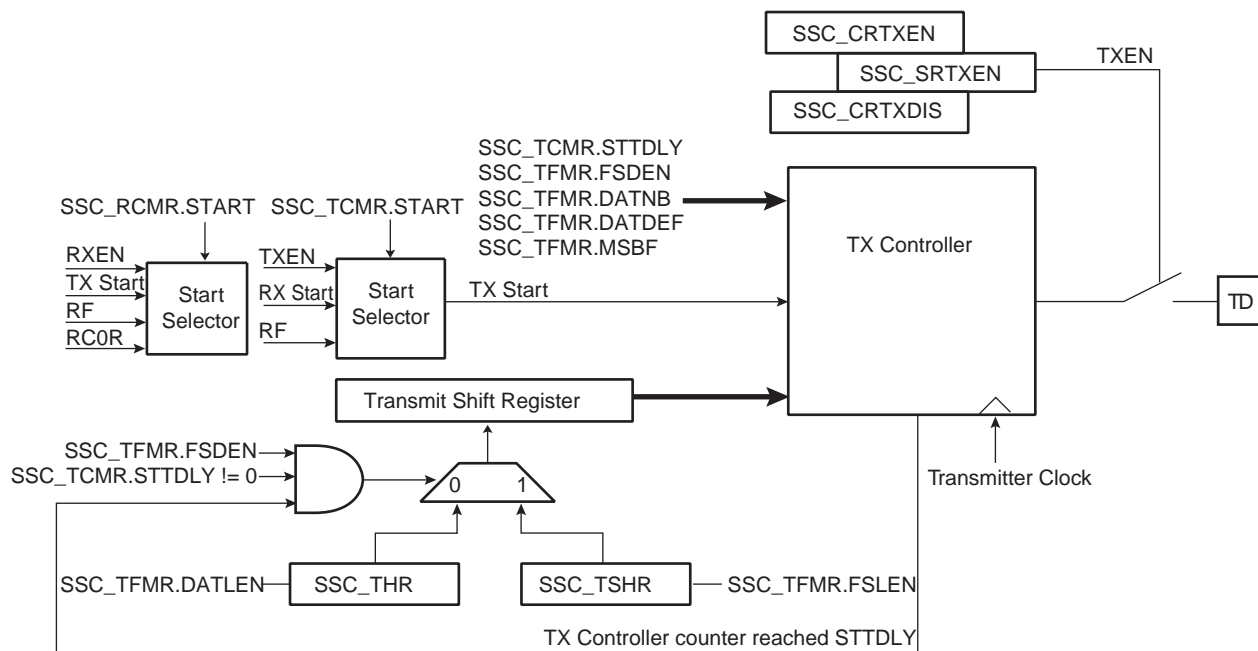 SSC_CRTXEN
SSC_SRTXEN
TXEN
SSC_CRTXDIS
SSC_TCMR.STTDLY
SSC_TFMR.FSDEN
SSC_TFMR.DATNB
SSC_TFMR.DATDEF
SSC_TFMR.MSBF
SSC_RCMR.START
SSC_TCMR.START
TX Controller
RXEN
TX Start
RF
RC0R
Start
Selector
TXEN
RX Start
RF
Start
Selector
TX Start
TD
Transmit Shift Register
SSC_TFMR.FSDEN
SSC_TCMR.STTDLY != 0
0
1
Transmitter Clock
SSC_TFMR.DATLEN
SSC_THR
SSC_TSHR
SSC_TFMR.FSLEN
TX Controller counter reached STTDLY